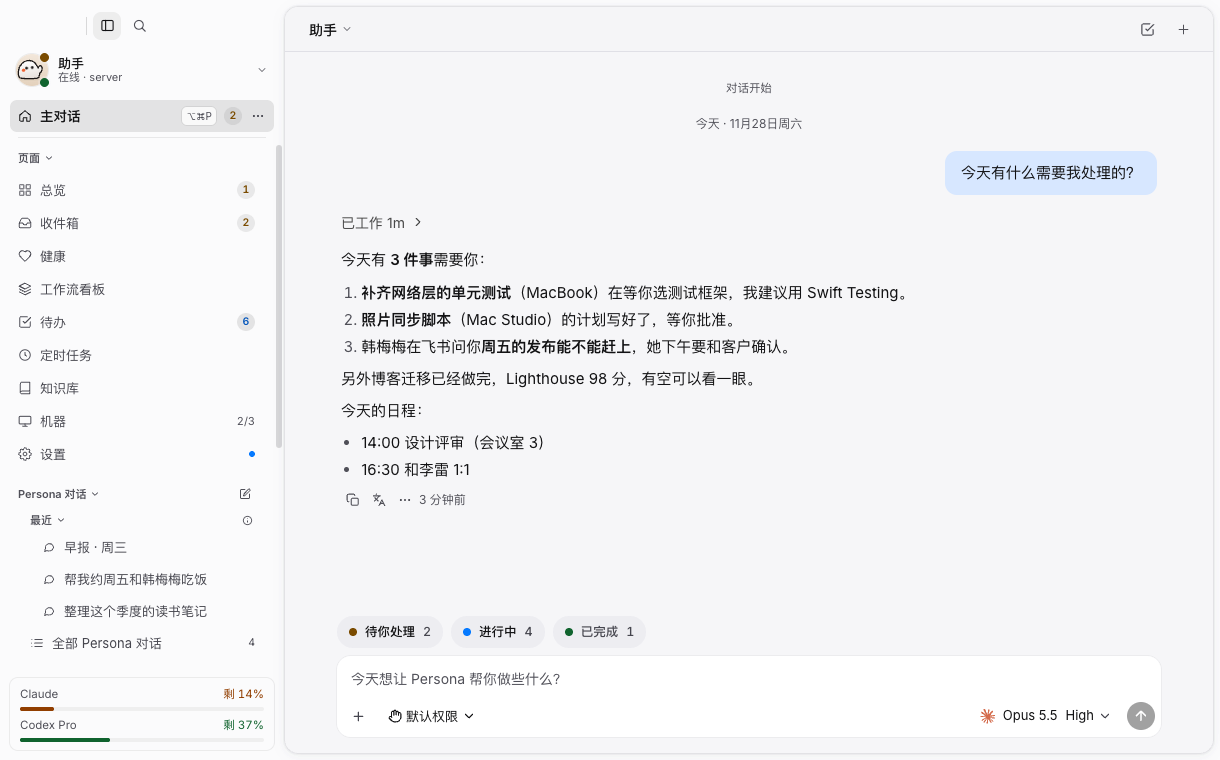 助手
在线 · server
主对话 ⌥⌘P 2 ···
页面
总览 1
收件箱 2
健康
工作流看板
待办 6
定时任务
知识库
机器 2/3
设置
Persona 对话
最近
早报 · 周三
帮我约周五和韩梅梅吃饭
整理这个季度的读书笔记
全部 Persona 对话 4
Claude 剩 14%
Codex Pro 剩 37%
助手
对话开始
今天 · 11月28日周六
今天有什么需要我处理的?
已工作 1m
今天有 3 件事需要你：
1. 补齐网络层的单元测试（MacBook）在等你选测试框架，我建议用 Swift Testing。
2. 照片同步脚本（Mac Studio）的计划写好了，等你批准。
3. 韩梅梅在飞书问你周五的发布能不能赶上，她下午要和客户确认。
另外博客迁移已经做完，Lighthouse 98 分，有空可以看一眼。
今天的日程：
• 14:00 设计评审（会议室 3）
• 16:30 和李雷 1:1
··· 3 分钟前
待你处理 2 进行中 4 已完成 1
今天想让 Persona 帮你做些什么?
默认权限 Opus 5.5 High